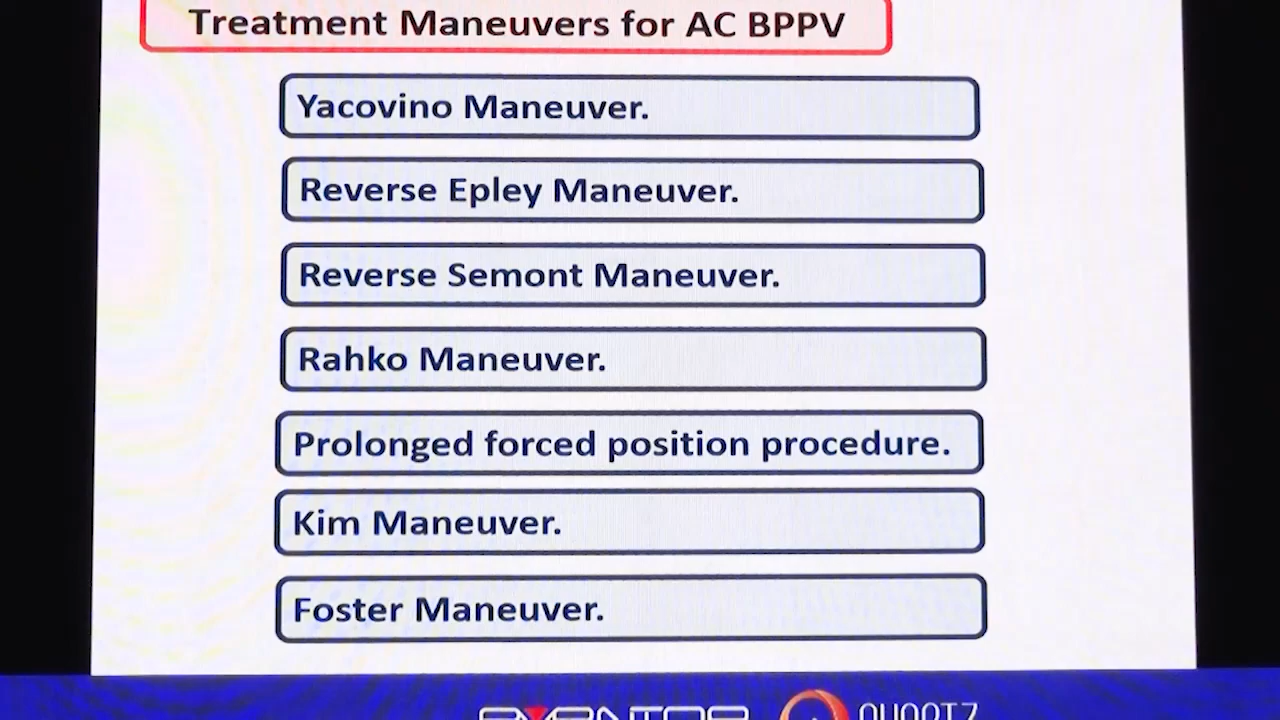 Treatment Maneuvers for AC BPPV
Yacovino Maneuver.
Reverse Epley Maneuver.
Reverse Semont Maneuver.
Rahko Maneuver.
Prolonged forced position procedure.
Kim Maneuver.
Foster Maneuver.